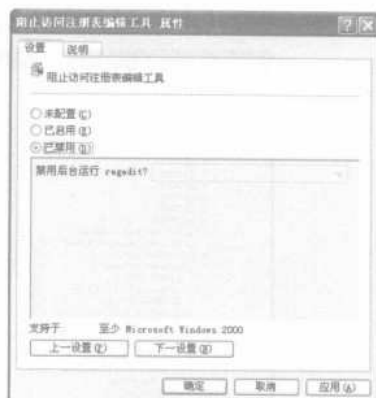 阻止访问注册表编辑工具 属性
设置 说明
阻止访问注册表编辑工具
未配置(C)
已启用(E)
已禁用(D)
禁用后台运行 regedit?
支持于: 至少 Microsoft Windows 2000
上一设置(P) 下一设置(N)
确定 取消 应用(A)